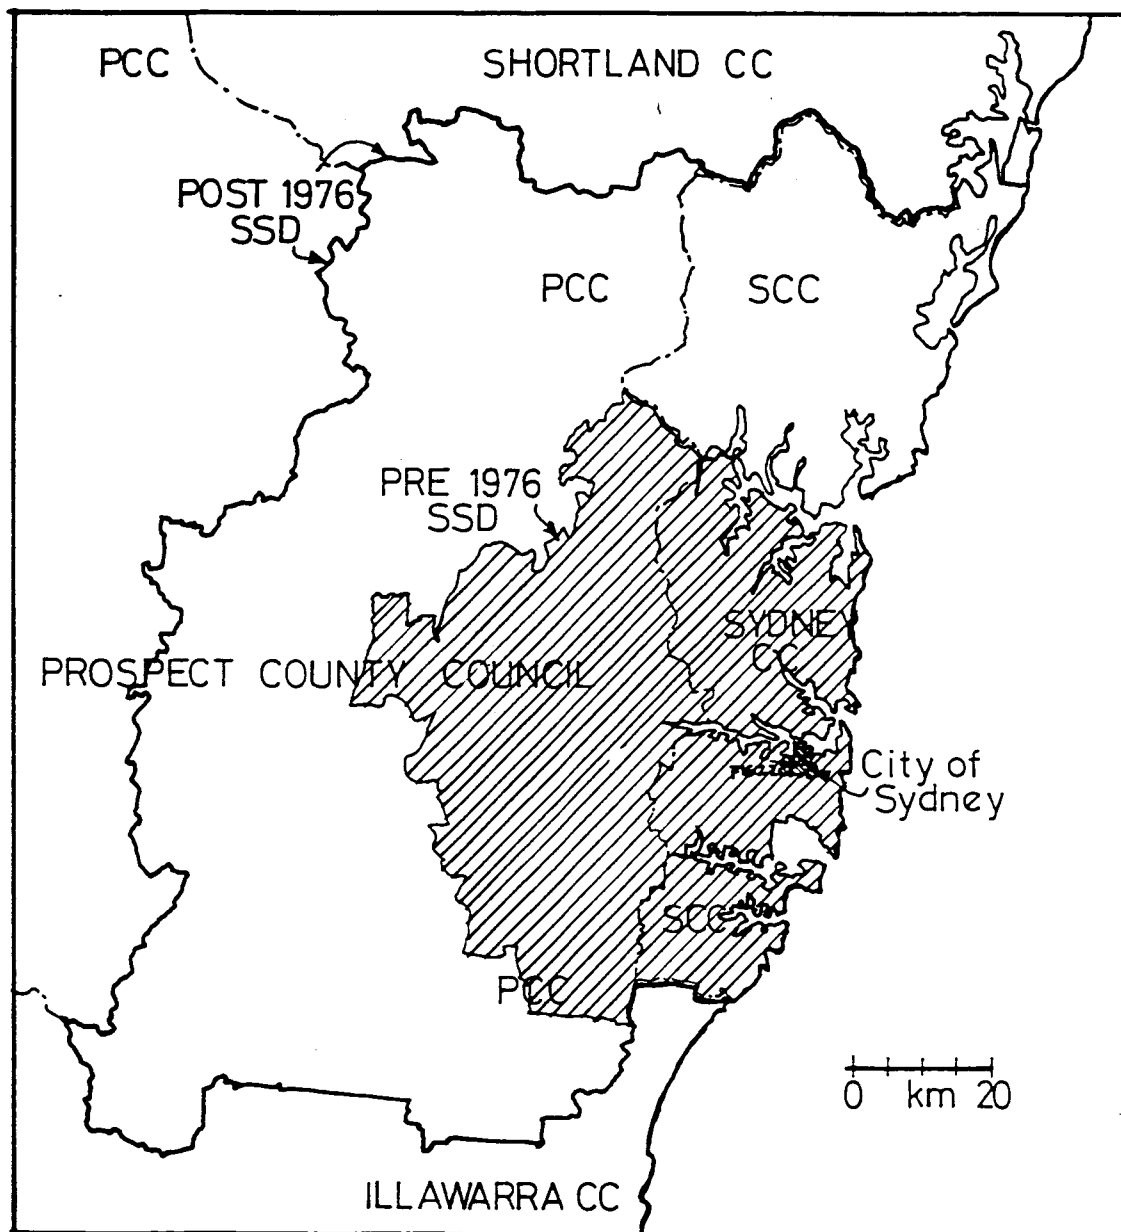 PCC
SHORTLAND CC
POST 1976
SSD
PCC
SCC
PRE 1976
SSD
SYDNEY
CC
PROSPECT COUNTY COUNCIL
City of
Sydney
SCC
PCC
0 km 20
ILLAWARRA CC